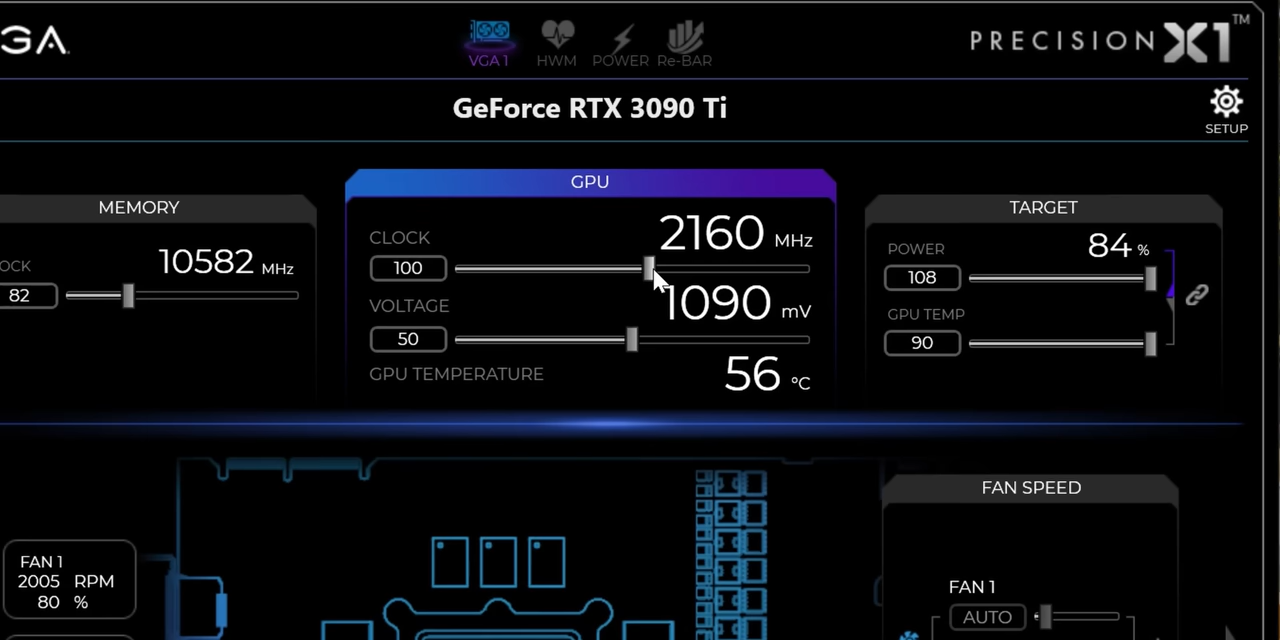 GA.
PRECISION X1™
VGA 1
HWM
POWER
Re-BAR
GeForce RTX 3090 Ti
SETUP
MEMORY
OCK
10582 MHz
82
GPU
CLOCK
2160 MHz
100
VOLTAGE
1090 mV
50
GPU TEMPERATURE
56 °C
TARGET
POWER
84 %
108
GPU TEMP
90
FAN 1
2005 RPM
80 %
FAN SPEED
FAN 1
AUTO